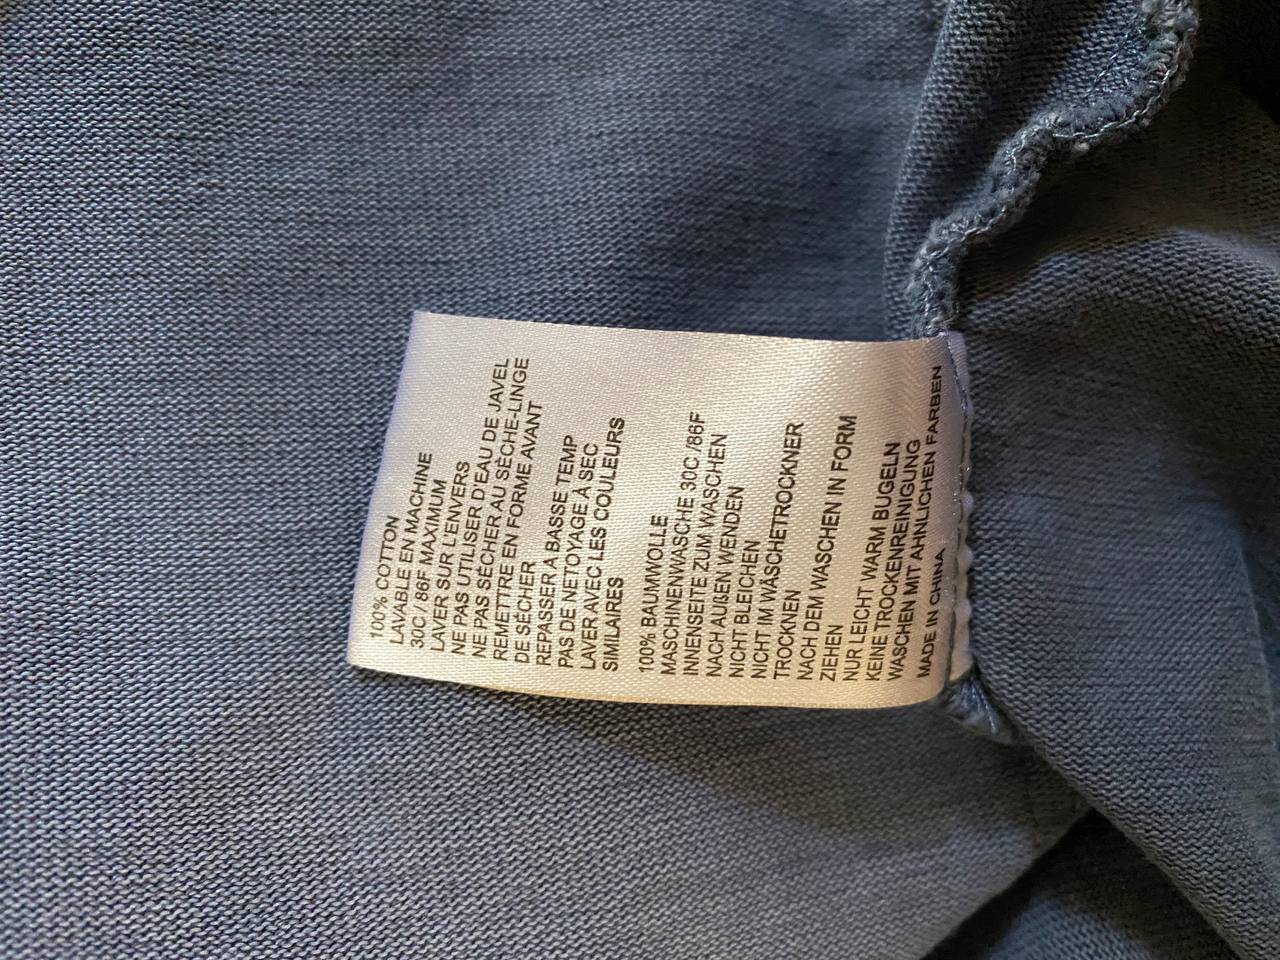 100% COTTON
LAVABLE EN MACHINE
30C / 86F MAXIMUM
LAVER SUR L'ENVERS
NE PAS UTILISER D'EAU DE JAVEL
NE PAS SÉCHER AU SÈCHE-LINGE
REMETTRE EN FORME AVANT
DE SÉCHER
REPASSER A BASSE TEMP
PAS DE NETOYAGE À SEC
LAVER AVEC LES COULEURS
SIMILAIRES
100% BAUMWOLLE
MASCHINENWASCHE 30C /86F
INNENSEITE ZUM WASCHEN
NACH AUßEN WENDEN
NICHT BLEICHEN
NICHT IM WÄSCHETROCKNER
TROCKNEN
NACH DEM WASCHEN IN FORM
ZIEHEN
NUR LEICHT WARM BUGELN
KEINE TROCKENREINIGUNG
WASCHEN MIT AHNLICHEN FARBEN
MADE IN CHINA